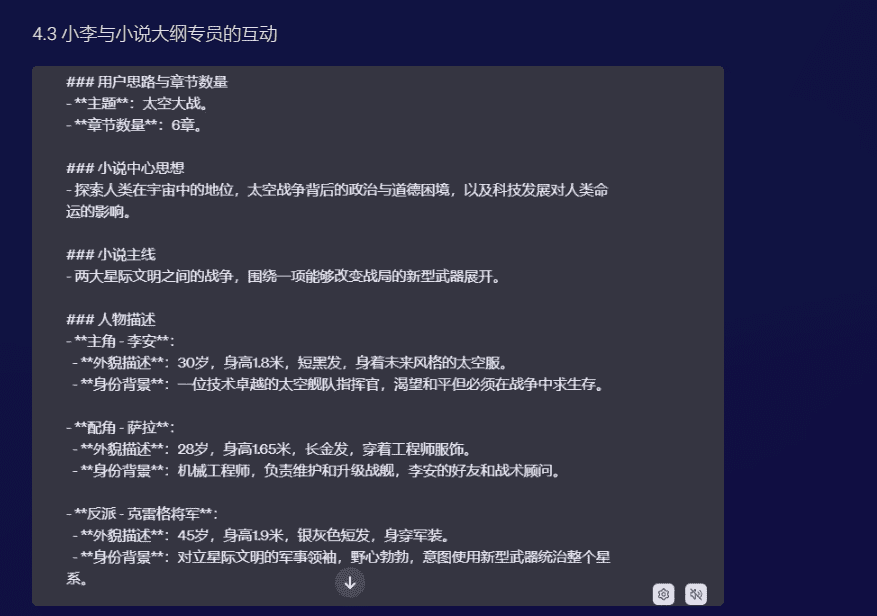 4.3 小李与小说大纲专员的互动
### 用户思路与章节数量
- **主题**：太空大战。
- **章节数量**：6章。
### 小说中心思想
- 探索人类在宇宙中的地位，太空战争背后的政治与道德困境，以及科技发展对人类命
运的影响。
### 小说主线
- 两大星际文明之间的战争，围绕一项能够改变战局的新型武器展开。
### 人物描述
- **主角 - 李安**：
- **外貌描述**：30岁，身高1.8米，短黑发，身着未来风格的太空服。
- **身份背景**：一位技术卓越的太空舰队指挥官，渴望和平但必须在战争中求生存。
- **配角 - 萨拉**：
- **外貌描述**：28岁，身高1.65米，长金发，穿着工程师服饰。
- **身份背景**：机械工程师，负责维护和升级战舰，李安的好友和战术顾问。
- **反派 - 克雷格将军**：
- **外貌描述**：45岁，身高1.9米，银灰色短发，身穿军装。
- **身份背景**：对立星际文明的军事领袖，野心勃勃，意图使用新型武器统治整个星
系。